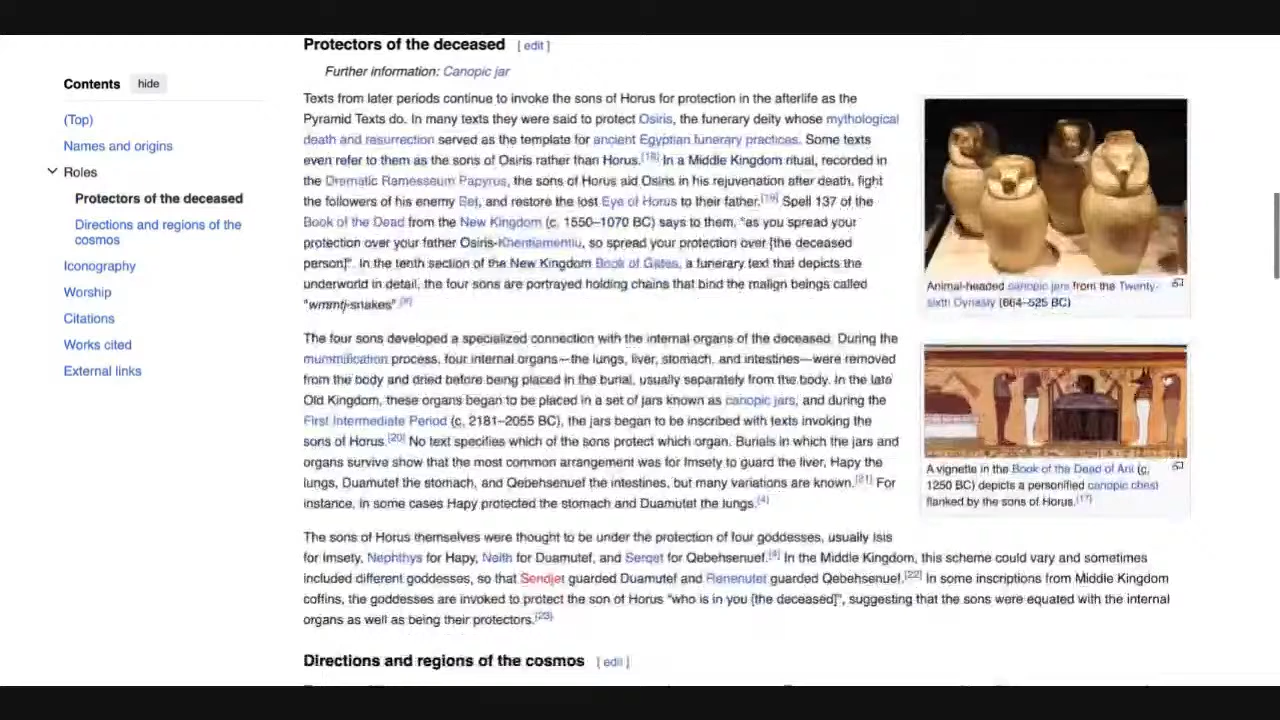 Protectors of the deceased [ edit ]
Further information: Canopic jar
Contents hide
(Top)
Names and origins
Roles
Protectors of the deceased
Directions and regions of the
cosmos
Iconography
Worship
Citations
Works cited
External links
Texts from later periods continue to invoke the sons of Horus for protection in the afterlife as the
Pyramid Texts do. In many texts they were said to protect Osiris, the funerary deity whose mythological
death and resurrection served as the template for ancient Egyptian funerary practices. Some texts
even refer to them as the sons of Osiris rather than Horus.[18] In a Middle Kingdom ritual, recorded in
the Dramatic Ramesseum Papyrus, the sons of Horus aid Osiris in his rejuvenation after death, fight
the followers of his enemy Set, and restore the lost Eye of Horus to their father.[19] Spell 137 of the
Book of the Dead from the New Kingdom (c. 1550–1070 BC) says to them, "as you spread your
protection over your father Osiris-Khentiamentiu, so spread your protection over [the deceased
person]". In the tenth section of the New Kingdom Book of Gates, a funerary text that depicts the
underworld in detail, the four sons are portrayed holding chains that bind the malign beings called
-snakes".
The four sons developed a specialized connection with the internal organs of the deceased. During the
mummification process, four internal organs—the lungs, liver, stomach, and intestines—were removed
from the body and dried before being placed in the burial, usually separately from the body. In the late
Old Kingdom, these organs began to be placed in a set of jars known as canopic jars, and during the
First Intermediate Period (c. 2181–2055 BC), the jars began to be inscribed with texts invoking the
sons of Horus.[20] No text specifies which of the sons protect which organ. Burials in which the jars and
organs survive show that the most common arrangement was for Imsety to guard the liver, Hapy the
lungs, Duamutef the stomach, and Qebehsenuef the intestines, but many variations are known.[21] For
instance, in some cases Hapy protected the stomach and Duamutef the lungs.[4]
The sons of Horus themselves were thought to be under the protection of four goddesses, usually Isis
for Imsety, Nephthys for Hapy, Neith for Duamutef, and Serqet for Qebehsenuef.[4] In the Middle Kingdom, this scheme could vary and sometimes
included different goddesses, so that Sendjet guarded Duamutef and Renenutet guarded Qebehsenuef.[22] In some inscriptions from Middle Kingdom
coffins, the goddesses are invoked to protect the son of Horus "who is in you [the deceased]", suggesting that the sons were equated with the internal
organs as well as being their protectors.[23]
Animal-headed canopic jars from the Twenty-
sixth Dynasty (664–525 BC)
A vignette in the Book of the Dead of Ani (c.
1250 BC) depicts a personified canopic chest
flanked by the sons of Horus.[17]
Directions and regions of the cosmos [ edit ]